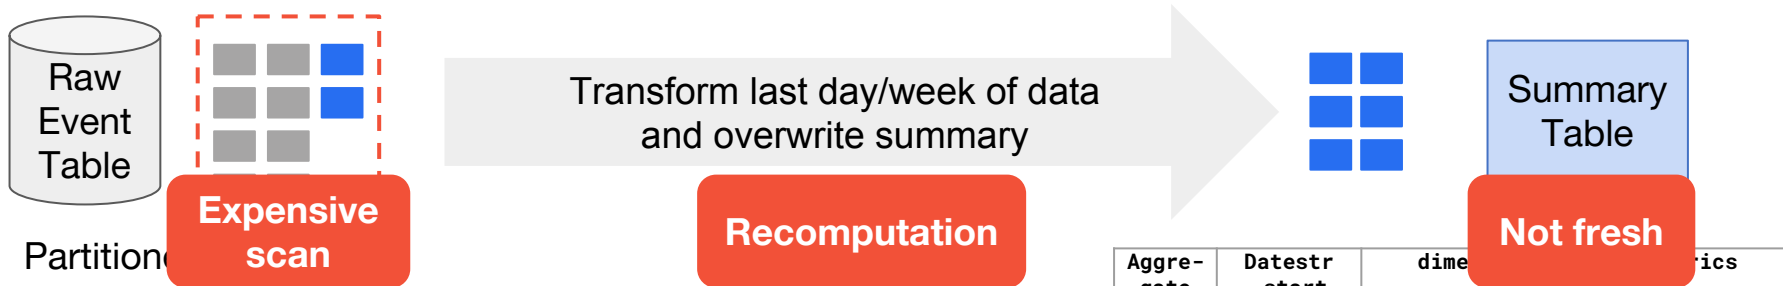 Raw
Event
Table
Expensive
scan
Transform last day/week of data
and overwrite summary
Recomputation
Summary
Table
Not fresh
Aggre-
Datestr